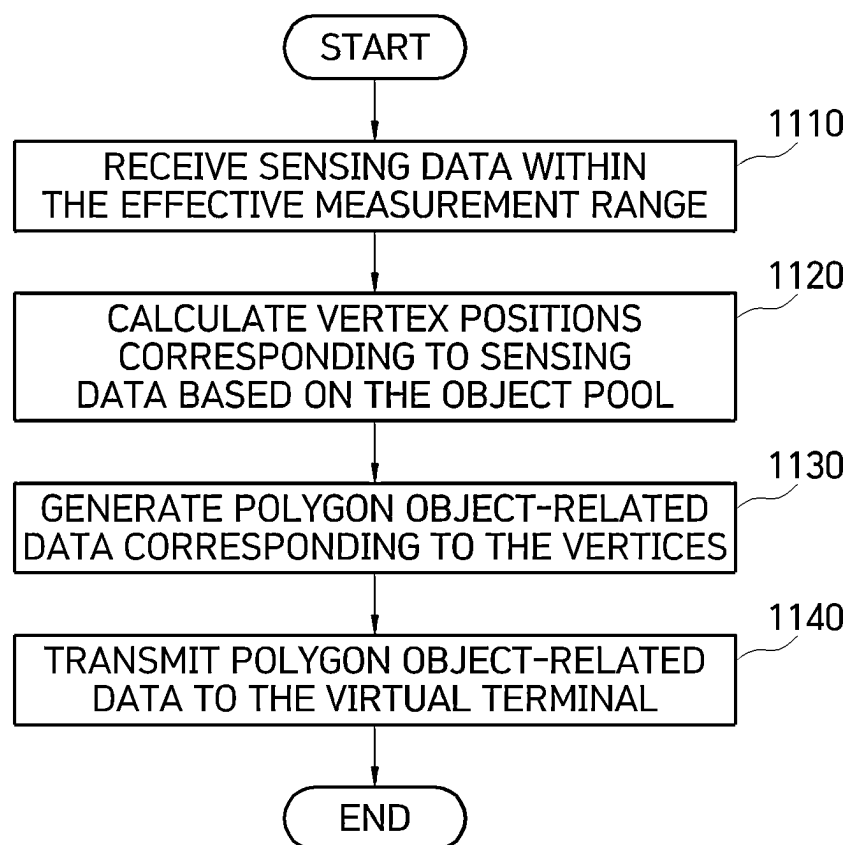 START
1110
RECEIVE SENSING DATA WITHIN
THE EFFECTIVE MEASUREMENT RANGE
1120
CALCULATE VERTEX POSITIONS
CORRESPONDING TO SENSING
DATA BASED ON THE OBJECT POOL
1130
GENERATE POLYGON OBJECT-RELATED
DATA CORRESPONDING TO THE VERTICES
1140
TRANSMIT POLYGON OBJECT-RELATED
DATA TO THE VIRTUAL TERMINAL
END